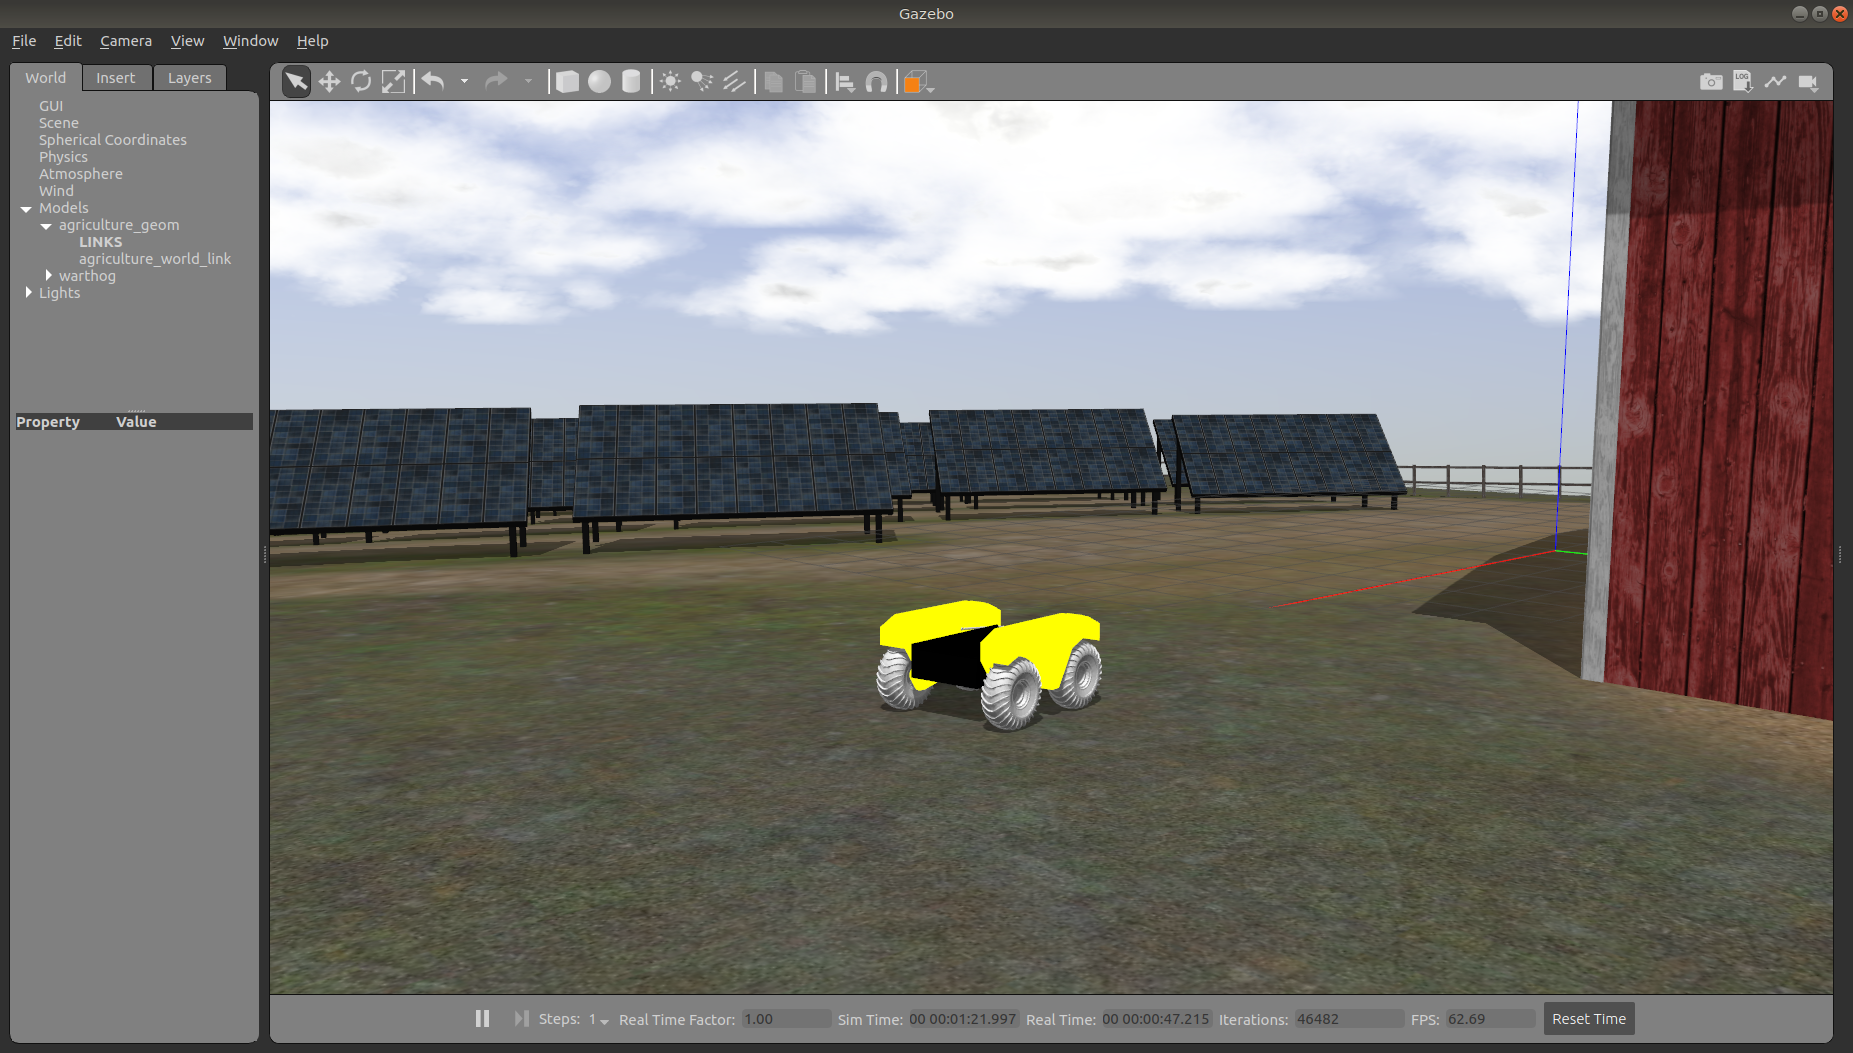 Gazebo
File Edit Camera View Window Help
World Insert Layers
LOG
GUI
Scene
Spherical Coordinates
Physics
Atmosphere
Wind
Models
agriculture_geom
LINKS
agriculture_world_link
warthog
Lights
Property Value
Steps: 1 Real Time Factor: 1.00 Sim Time: 00 00:01:21.997 Real Time: 00 00:00:47.215 Iterations: 46482 FPS: 62.69 Reset Time